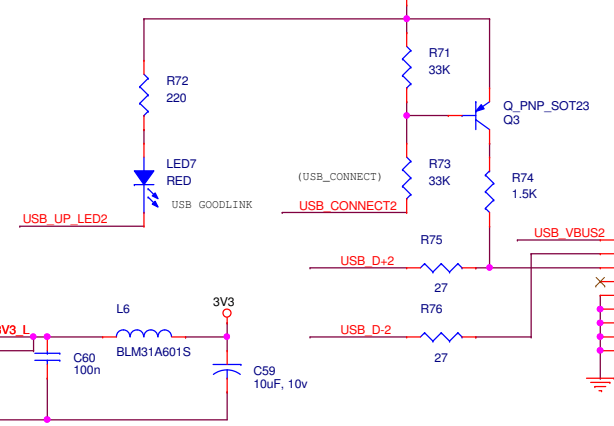 R71
33K
R72
220
Q_PNP_SOT23
Q3
LED7
RED
USB GOODLINK
USB_UP_LED2
(USB_CONNECT)
R73
33K
R74
1.5K
USB_CONNECT2
USB_VBUS2
R75
USB_D+2
27
R76
USB_D-2
27
L6
3V3
V3_L
BLM31A601S
C60
100n
C59
10uF, 10v